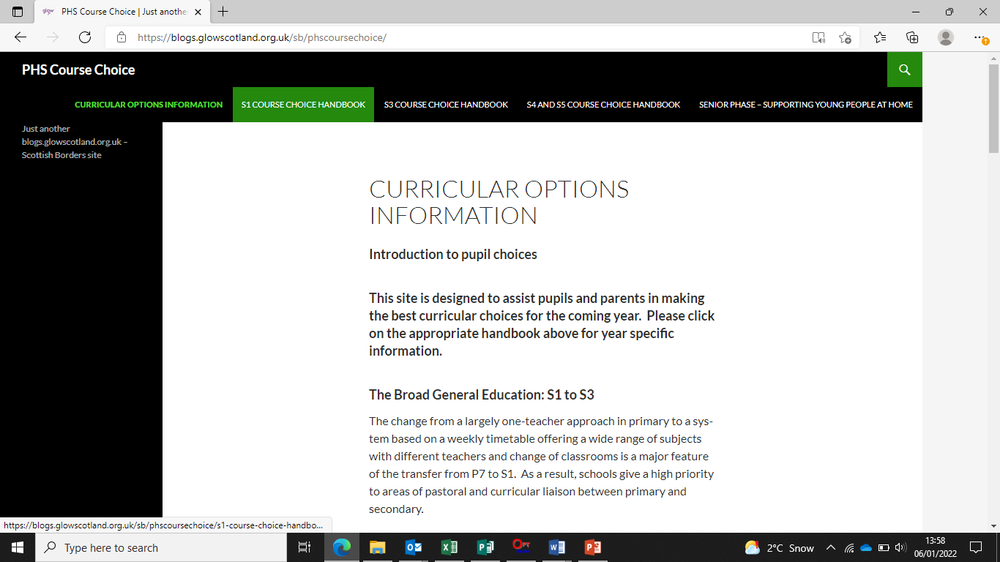 glow
PHS Course Choice | Just anothe
https://blogs.glowscotland.org.uk/sb/phscoursechoice/
PHS Course Choice
CURRICULAR OPTIONS INFORMATION
S1 COURSE CHOICE HANDBOOK
S3 COURSE CHOICE HANDBOOK
S4 AND S5 COURSE CHOICE HANDBOOK
SENIOR PHASE – SUPPORTING YOUNG PEOPLE AT HOME
Just another
blogs.glowscotland.org.uk –
Scottish Borders site
CURRICULAR OPTIONS
INFORMATION
Introduction to pupil choices
This site is designed to assist pupils and parents in making
the best curricular choices for the coming year. Please click
on the appropriate handbook above for year specific
information.
The Broad General Education: S1 to S3
The change from a largely one-teacher approach in primary to a sys-
tem based on a weekly timetable offering a wide range of subjects
with different teachers and change of classrooms is a major feature
of the transfer from P7 to S1. As a result, schools give a high priority
to areas of pastoral and curricular liaison between primary and
secondary.
https://blogs.glowscotland.org.uk/sb/phscoursechoice/s1-course-choice-handbo...
Type here to search
2°C Snow
13:58
06/01/2022